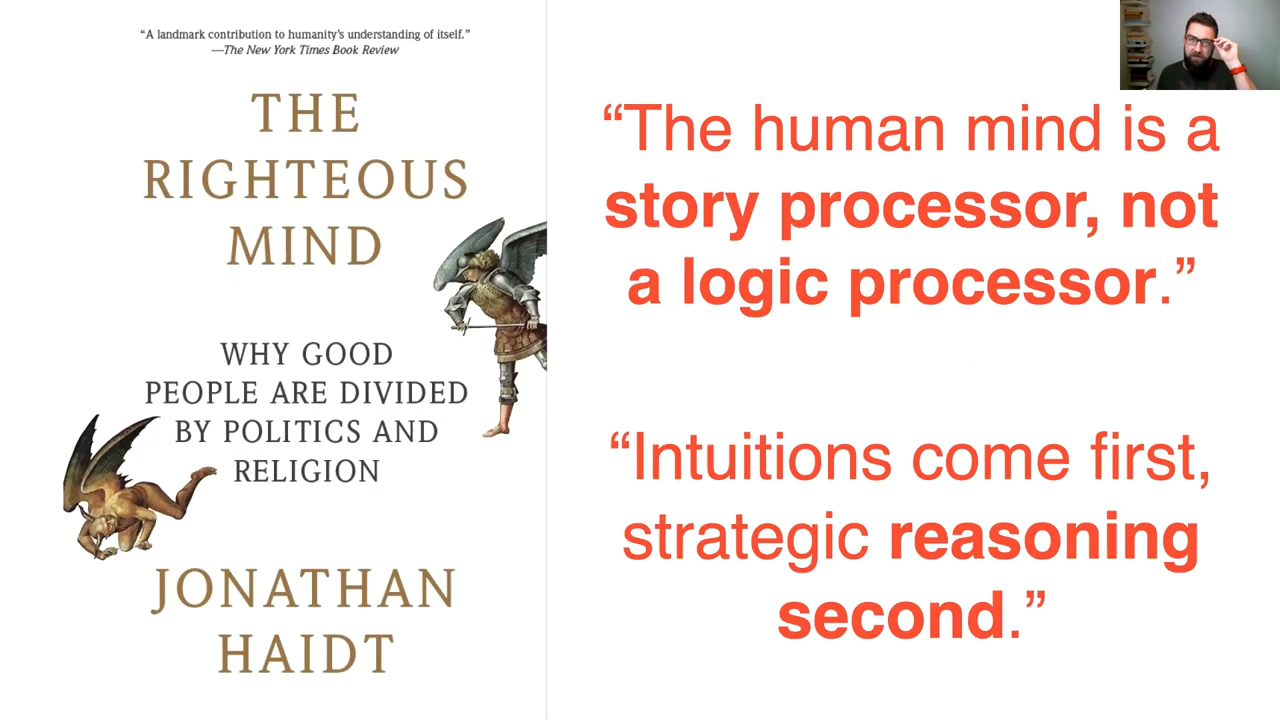 “A landmark contribution to humanity’s understanding of itself.”
—The New York Times Book Review
THE
RIGHTEOUS
MIND
WHY GOOD
PEOPLE ARE DIVIDED
BY POLITICS AND
RELIGION
JONATHAN
HAIDT
“The human mind is a
story processor, not
a logic processor.”
“Intuitions come first,
strategic reasoning
second.”